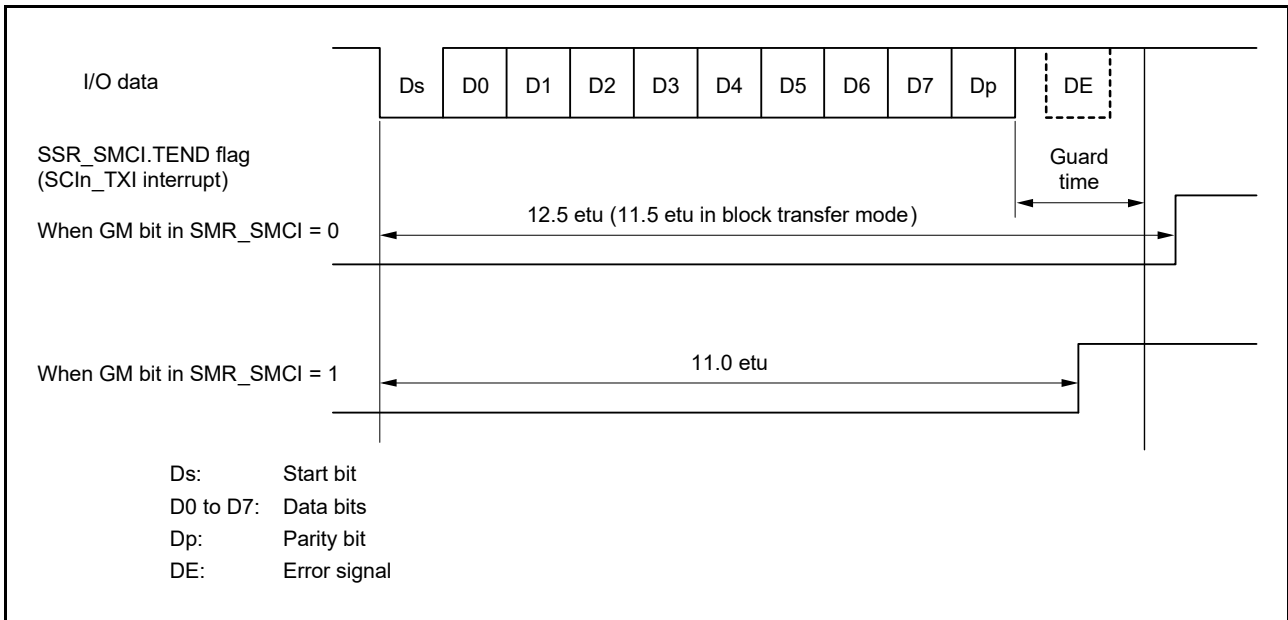 I/O data
Ds D0 D1 D2 D3 D4 D5 D6 D7 Dp DE
SSR_SMCI.TEND flag
(SCIn_TXI interrupt)
Guard
time
When GM bit in SMR_SMCI = 0
12.5 etu (11.5 etu in block transfer mode)
When GM bit in SMR_SMCI = 1
11.0 etu
Ds: Start bit
D0 to D7: Data bits
Dp: Parity bit
DE: Error signal